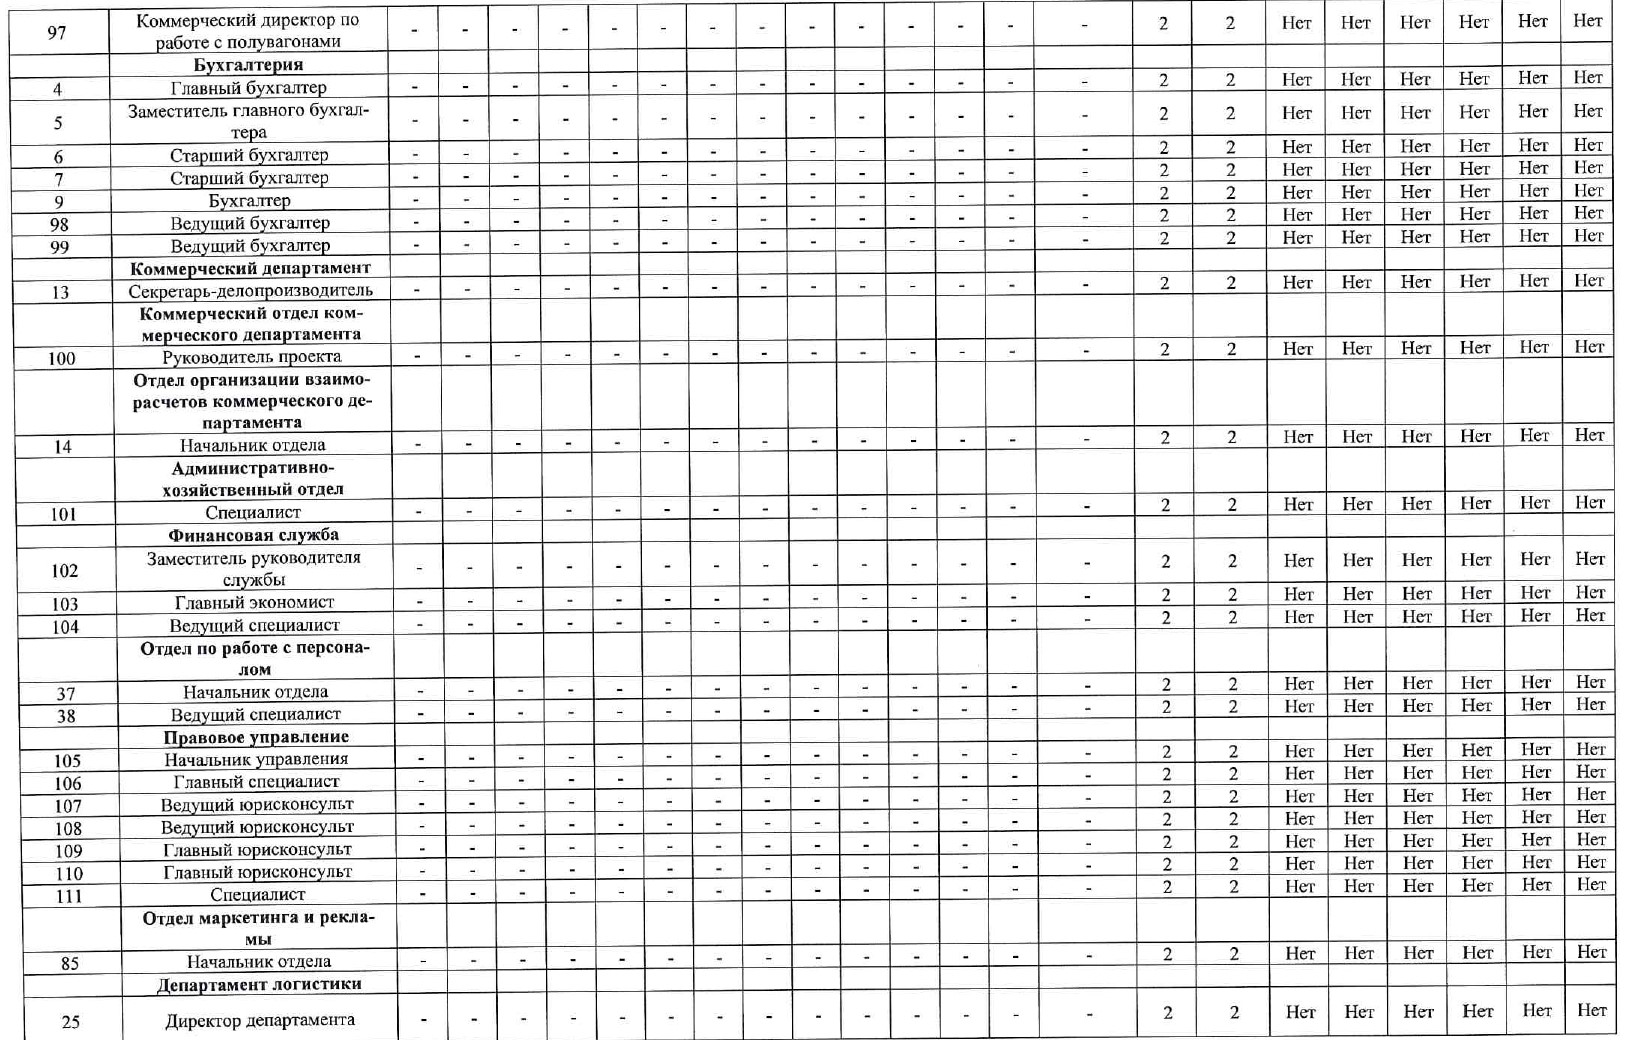 97 Коммерческий директор по
работе с полувагонами - - - - - - - - - - - - - - 2 2 Нет Нет Нет Нет Нет Нет
Бухгалтерия
4 Главный бухгалтер - - - - - - - - - - - - - - 2 2 Нет Нет Нет Нет Нет Нет
5 Заместитель главного бухгал-
тера - - - - - - - - - - - - - - 2 2 Нет Нет Нет Нет Нет Нет
6 Старший бухгалтер - - - - - - - - - - - - - - 2 2 Нет Нет Нет Нет Нет Нет
7 Старший бухгалтер - - - - - - - - - - - - - - 2 2 Нет Нет Нет Нет Нет Нет
9 Бухгалтер - - - - - - - - - - - - - - 2 2 Нет Нет Нет Нет Нет Нет
98 Ведущий бухгалтер - - - - - - - - - - - - - - 2 2 Нет Нет Нет Нет Нет Нет
99 Ведущий бухгалтер - - - - - - - - - - - - - - 2 2 Нет Нет Нет Нет Нет Нет
Коммерческий департамент
13 Секретарь-делопроизводитель - - - - - - - - - - - - - - 2 2 Нет Нет Нет Нет Нет Нет
Коммерческий отдел ком-
мерческого департамента
100 Руководитель проекта - - - - - - - - - - - - - - 2 2 Нет Нет Нет Нет Нет Нет
Отдел организации взаимо-
расчетов коммерческого де-
партамента
14 Начальник отдела - - - - - - - - - - - - - - 2 2 Нет Нет Нет Нет Нет Нет
Административно-
хозяйственный отдел
101 Специалист - - - - - - - - - - - - - - 2 2 Нет Нет Нет Нет Нет Нет
Финансовая служба
102 Заместитель руководителя
службы - - - - - - - - - - - - - - 2 2 Нет Нет Нет Нет Нет Нет
103 Главный экономист - - - - - - - - - - - - - - 2 2 Нет Нет Нет Нет Нет Нет
104 Ведущий специалист - - - - - - - - - - - - - - 2 2 Нет Нет Нет Нет Нет Нет
Отдел по работе с персона-
лом
37 Начальник отдела - - - - - - - - - - - - - - 2 2 Нет Нет Нет Нет Нет Нет
38 Ведущий специалист - - - - - - - - - - - - - - 2 2 Нет Нет Нет Нет Нет Нет
Правовое управление
105 Начальник управления - - - - - - - - - - - - - - 2 2 Нет Нет Нет Нет Нет Нет
106 Главный специалист - - - - - - - - - - - - - - 2 2 Нет Нет Нет Нет Нет Нет
107 Ведущий юрисконсульт - - - - - - - - - - - - - - 2 2 Нет Нет Нет Нет Нет Нет
108 Ведущий юрисконсульт - - - - - - - - - - - - - - 2 2 Нет Нет Нет Нет Нет Нет
109 Главный юрисконсульт - - - - - - - - - - - - - - 2 2 Нет Нет Нет Нет Нет Нет
110 Главный юрисконсульт - - - - - - - - - - - - - - 2 2 Нет Нет Нет Нет Нет Нет
111 Специалист - - - - - - - - - - - - - - 2 2 Нет Нет Нет Нет Нет Нет
Отдел маркетинга и рекла-
мы
85 Начальник отдела - - - - - - - - - - - - - - 2 2 Нет Нет Нет Нет Нет Нет
Департамент логистики
25 Директор департамента - - - - - - - - - - - - - - 2 2 Нет Нет Нет Нет Нет Нет